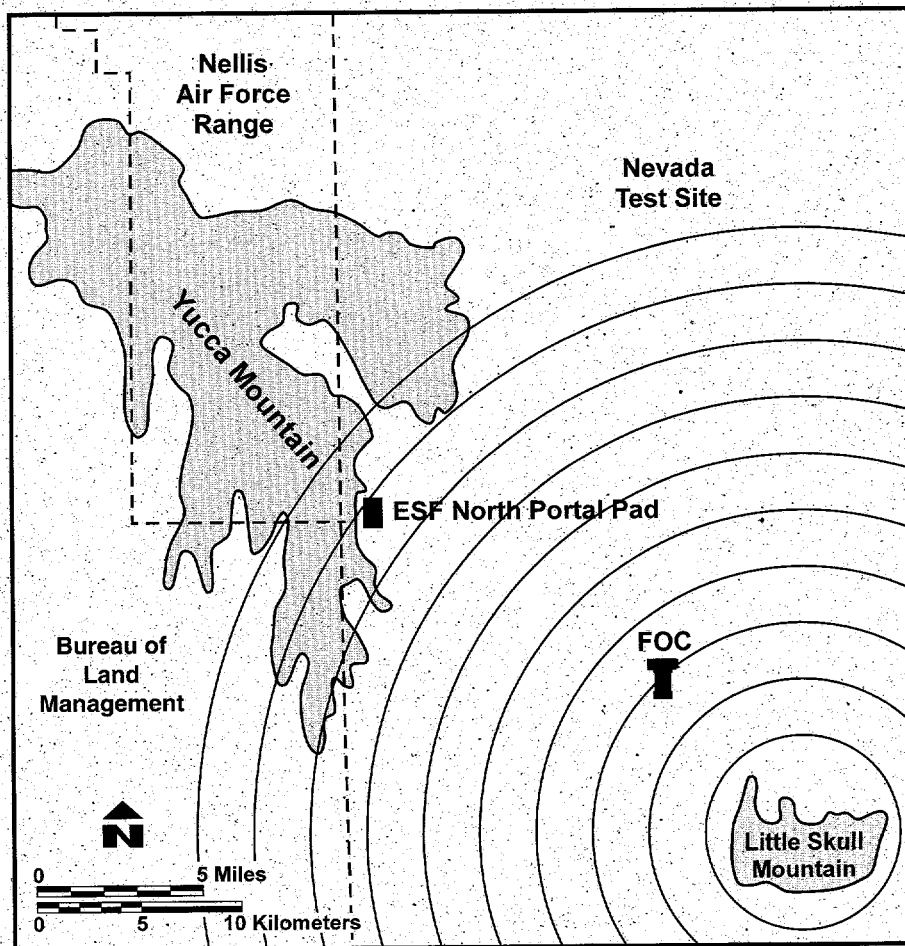 Nellis
Air Force
Range
Nevada
Test Site
Yucca Mountain
ESF North Portal Pad
FOC
Bureau of
Land
Management
N
Little Skull
Mountain
0 5 Miles
0 5 10 Kilometers